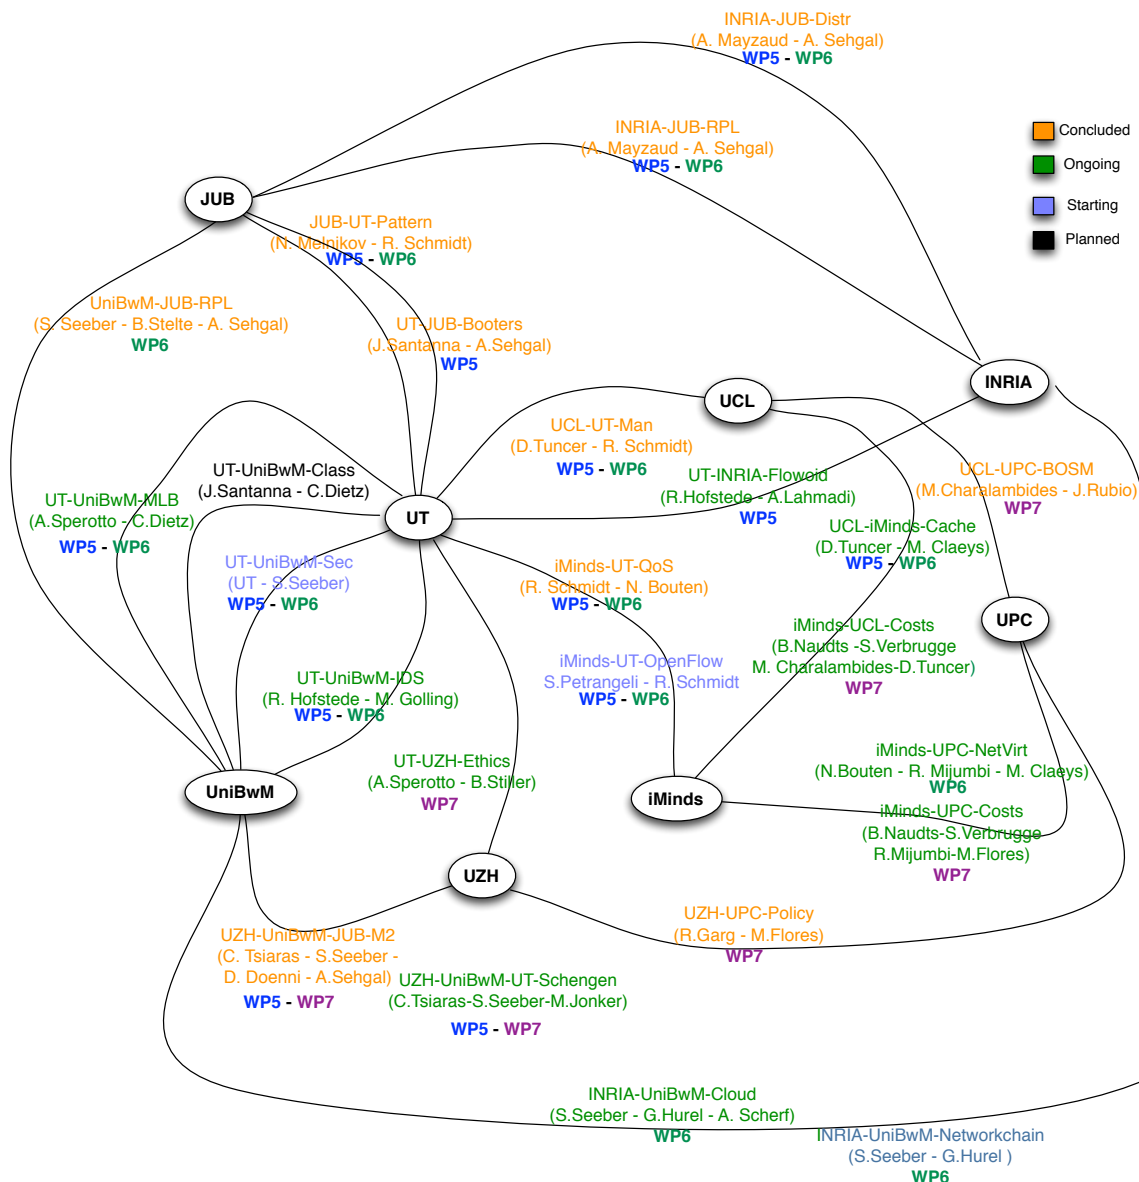 INRIA-JUB-Distr
(A. Mayzaud - A. Sehgal)
WP5 - WP6
INRIA-JUB-RPL
(A. Mayzaud - A. Sehgal)
WP5 - WP6
Concluded
Ongoing
Starting
Planned
JUB
JUB-UT-Pattern
(N. Melnikov - R. Schmidt)
WP5 - WP6
UniBwM-JUB-RPL
(S. Seeber - B.Stelte - A. Sehgal)
WP6
UT-JUB-Booters
(J.Santanna - A.Sehgal)
WP5
INRIA
UCL
UCL-UT-Man
(D.Tuncer - R. Schmidt)
WP5 - WP6
UT-UniBwM-Class
(J.Santanna - C.Dietz)
UT-INRIA-Flowoid
(R.Hofstede - A.Lahmadi)
WP5
UCL-UPC-BOSM
(M.Charalambides - J.Rubio)
WP7
UT-UniBwM-MLB
(A.Sperotto - C.Dietz)
WP5 - WP6
UT
UCL-iMinds-Cache
(D.Tuncer - M. Claeys)
WP5 - WP6
UT-UniBwM-Sec
(UT - S.Seeber)
WP5 - WP6
iMinds-UT-QoS
(R. Schmidt - N. Bouten)
WP5 - WP6
UPC
iMinds-UCL-Costs
(B.Naudts -S.Verbrugge
M. Charalambides-D.Tuncer)
WP7
iMinds-UT-OpenFlow
S.Petrangeli - R. Schmidt
WP5 - WP6
UT-UniBwM-IDS
(R. Hofstede - M. Golling)
WP5 - WP6
UT-UZH-Ethics
(A.Sperotto - B.Stiller)
WP7
iMinds-UPC-NetVirt
(N.Bouten - R. Mijumbi - M. Claeys)
WP6
UniBwM
iMinds
iMinds-UPC-Costs
(B.Naudts-S.Verbrugge
R.Mijumbi-M.Flores)
WP7
UZH
UZH-UPC-Policy
(R.Garg - M.Flores)
WP7
UZH-UniBwM-JUB-M2
(C. Tsiaras - S.Seeber -
D. Doenni - A.Sehgal)
WP5 - WP7
UZH-UniBwM-UT-Schengen
(C.Tsiaras-S.Seeber-M.Jonker)
WP5 - WP7
INRIA-UniBwM-Cloud
(S.Seeber - G.Hurel - A. Scherf)
WP6
INRIA-UniBwM-Networkchain
(S.Seeber - G.Hurel )
WP6